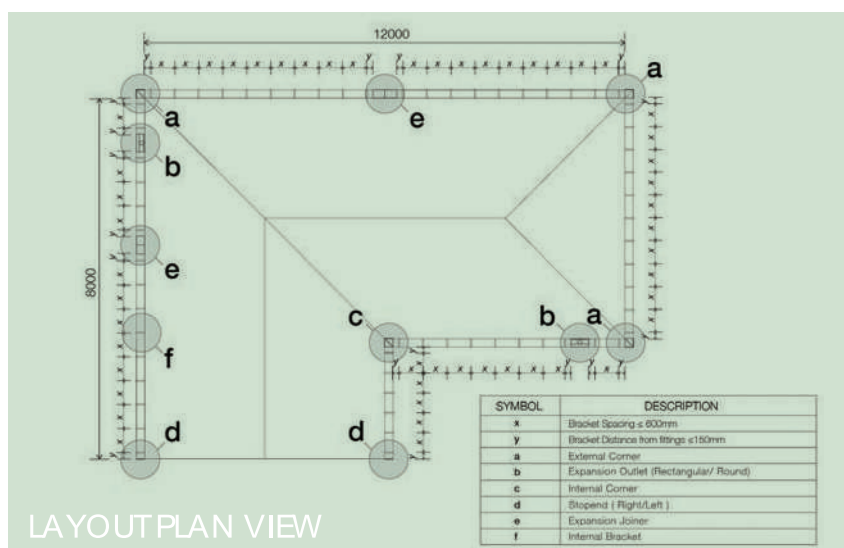 12000
y x x x x x x x x x y y x x x x x x x x x y
a
a
e
b
8000
e
c
b
a
f
d
d
SYMBOL DESCRIPTION
x Bracket Spacing ≤ 600mm
y Bracket Distance from fittings ≤150mm
a External Corner
b Expansion Outlet (Rectangular/ Round)
c Internal Corner
d Stopend ( Right/Left )
e Expansion Joiner
f Internal Bracket
LAYOUT PLAN VIEW